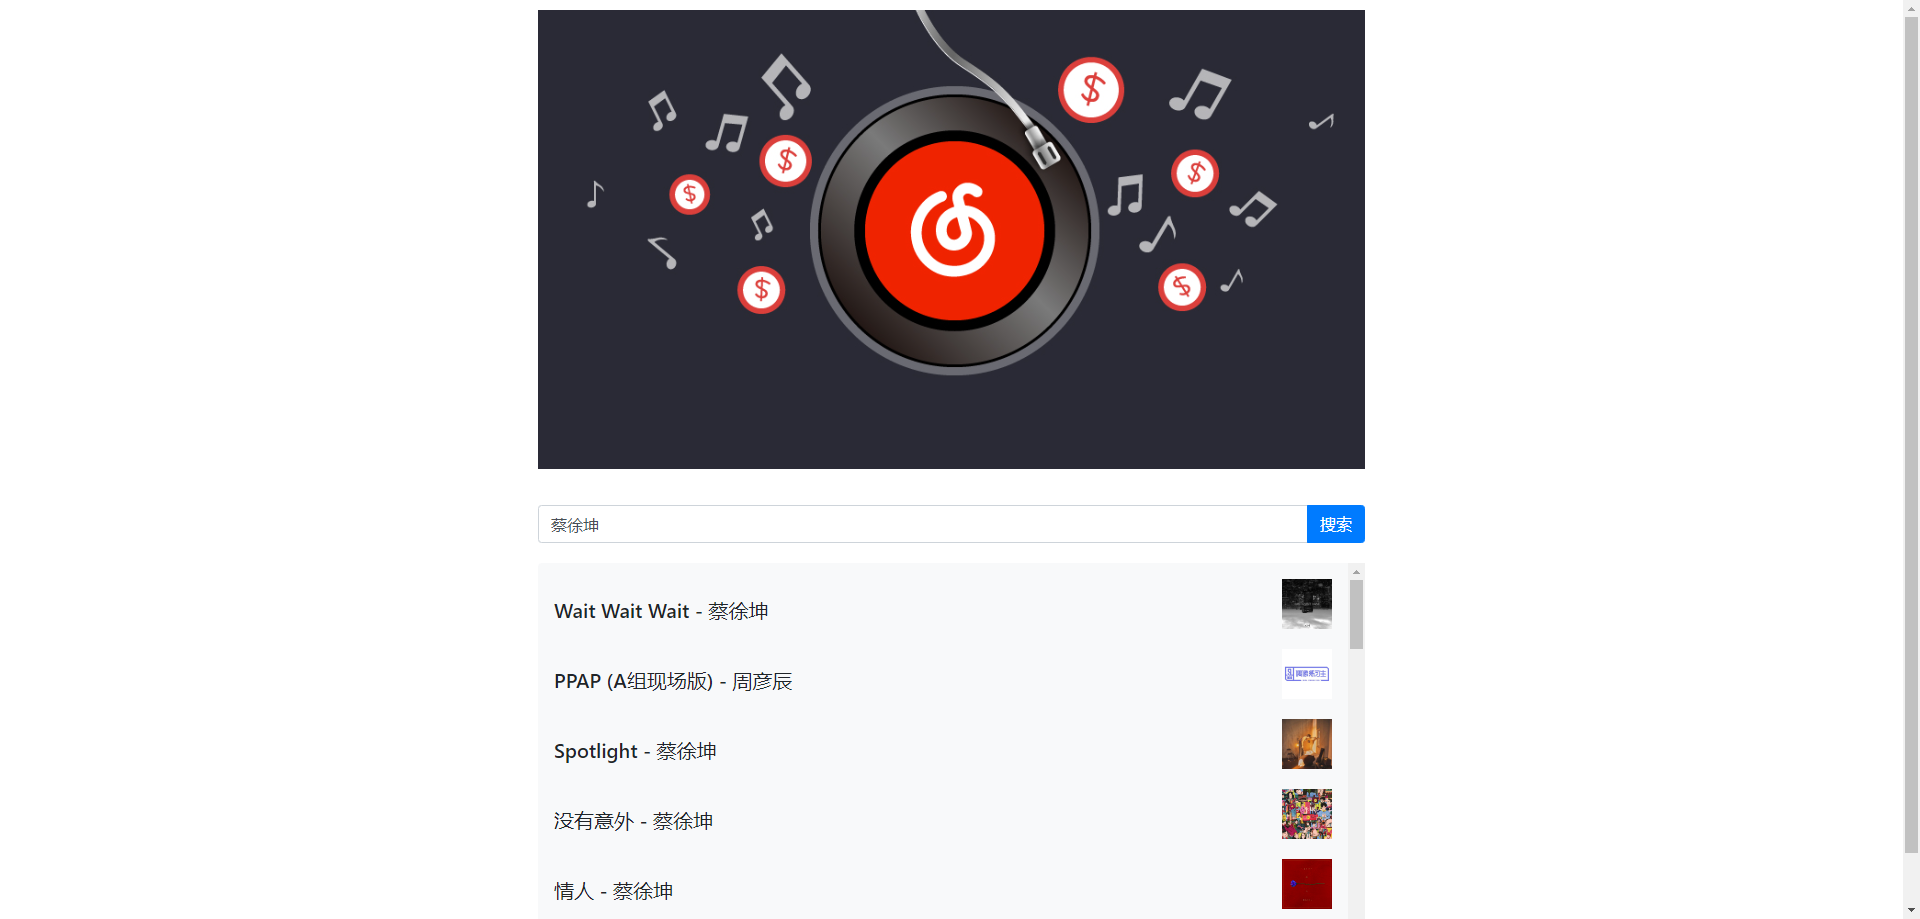 蔡徐坤
搜索
Wait Wait Wait - 蔡徐坤
PPAP (A组现场版) - 周彦辰
Spotlight - 蔡徐坤
没有意外 - 蔡徐坤
情人 - 蔡徐坤